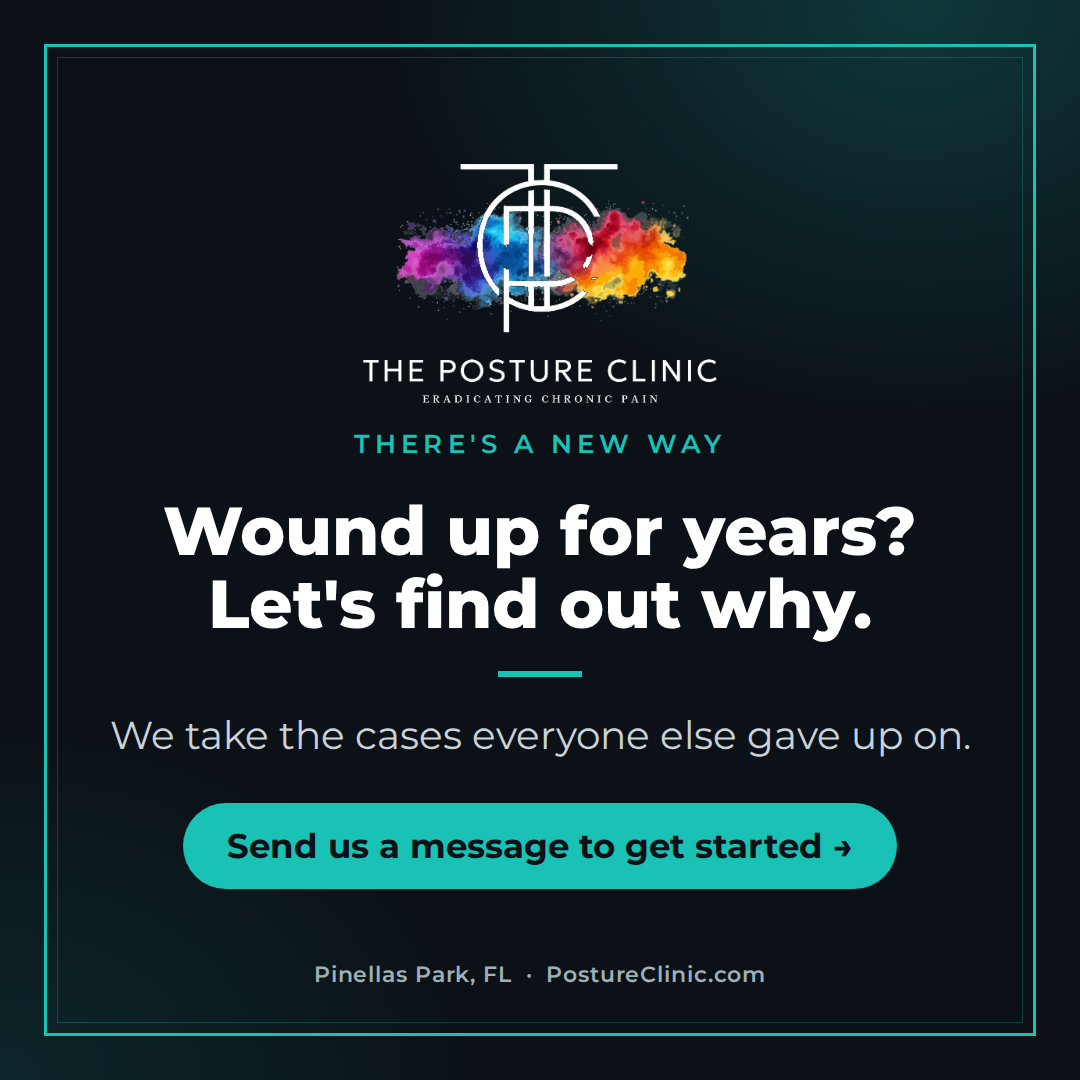 THE POSTURE CLINIC
ERADICATING CHRONIC PAIN
THERE'S A NEW WAY
Wound up for years?
Let's find out why.
We take the cases everyone else gave up on.
Send us a message to get started →
Pinellas Park, FL · PostureClinic.com